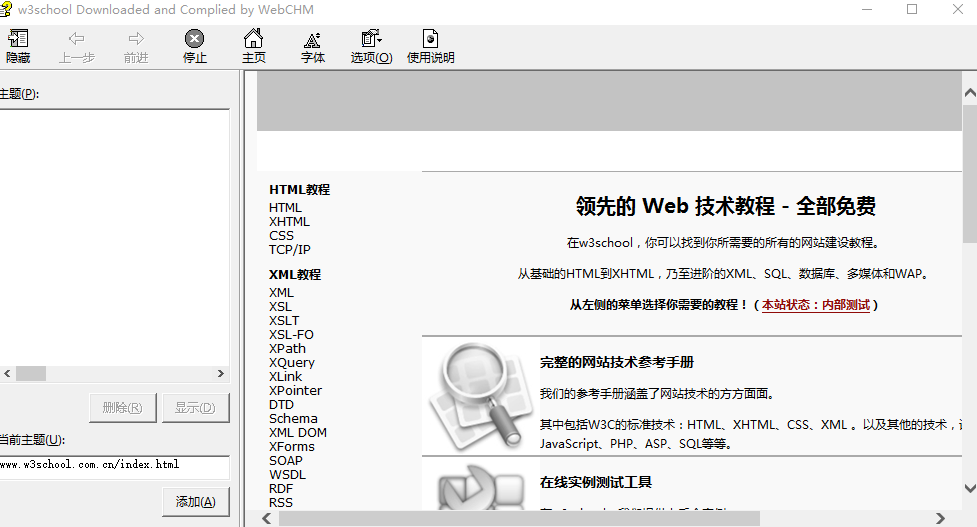 w3school Downloaded and Complied by WebCHM
隐藏 上一步 前进 停止 主页 字体 选项(O) 使用说明
主题(P):
删除(R) 显示(D)
当前主题(U):
www.w3school.com.cn/index.html
添加(A)
HTML教程
HTML
XHTML
CSS
TCP/IP
XML教程
XML
XSL
XSLT
XSL-FO
XPath
XQuery
XLink
XPointer
DTD
Schema
XML DOM
XForms
SOAP
WSDL
RDF
RSS
领先的 Web 技术教程 - 全部免费
在w3school，你可以找到你所需要的所有的网站建设教程。
从基础的HTML到XHTML，乃至进阶的XML、SQL、数据库、多媒体和WAP。
从左侧的菜单选择你需要的教程！（本站状态：内部测试）
完整的网站技术参考手册
我们的参考手册涵盖了网站技术的方方面面。
其中包括W3C的标准技术：HTML、XHTML、CSS、XML 。以及其他的技术，
JavaScript、PHP、ASP、SQL等等。
在线实例测试工具